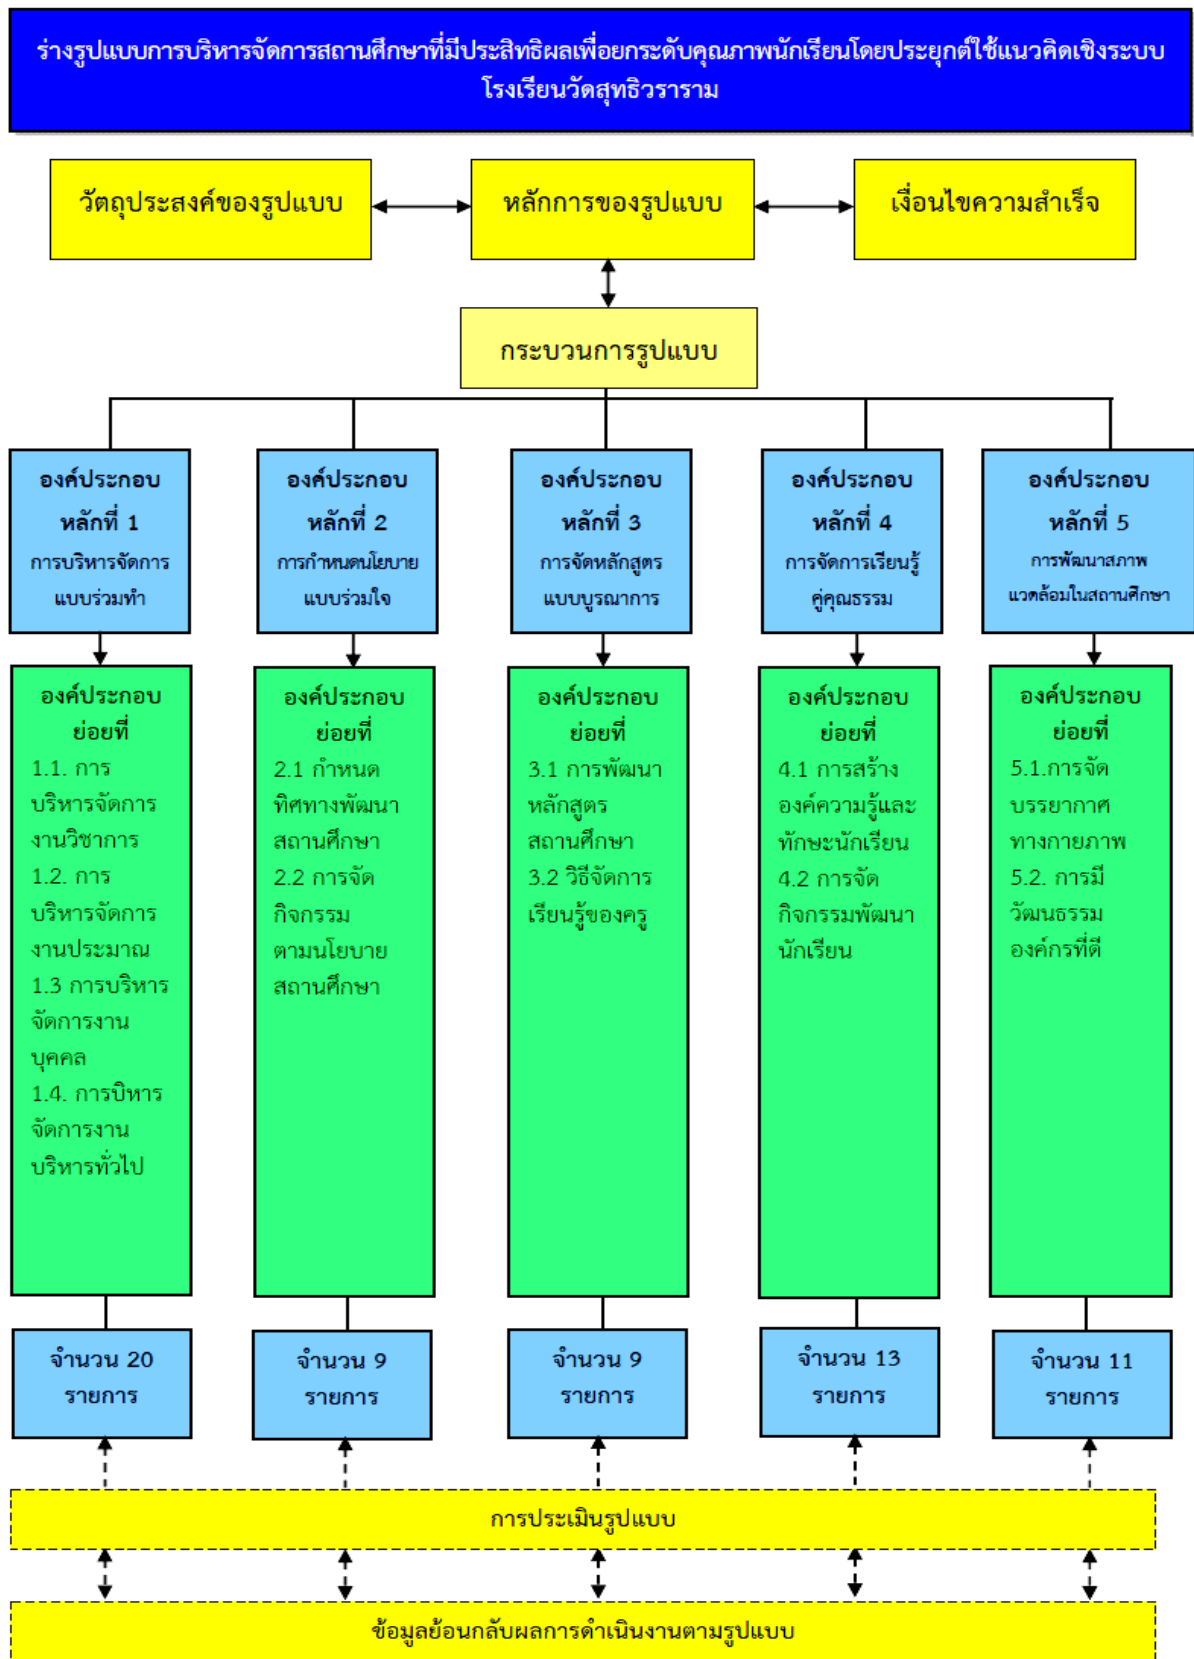 ร่างรูปแบบการบริหารจัดการสถานศึกษาที่มีประสิทธิผลเพื่อยกระดับคุณภาพนักเรียนโดยประยุกต์ใช้แนวคิดเชิงระบบ
โรงเรียนวัดสุทธิวราราม
วัตถุประสงค์ของรูปแบบ
หลักการของรูปแบบ
เงื่อนไขความสำเร็จ
กระบวนการรูปแบบ
องค์ประกอบ
หลักที่ 1
การบริหารจัดการ
แบบร่วมทำ
องค์ประกอบ
หลักที่ 2
การกำหนดนโยบาย
แบบร่วมใจ
องค์ประกอบ
หลักที่ 3
การจัดหลักสูตร
แบบบูรณาการ
องค์ประกอบ
หลักที่ 4
การจัดการเรียนรู้
คู่คุณธรรม
องค์ประกอบ
หลักที่ 5
การพัฒนาสภาพ
แวดล้อมในสถานศึกษา
องค์ประกอบ
ย่อยที่
1.1. การ
บริหารจัดการ
งานวิชาการ
1.2. การ
บริหารจัดการ
งานประมาณ
1.3 การบริหาร
จัดการงาน
บุคคล
1.4. การบิหาร
จัดการงาน
บริหารทั่วไป
องค์ประกอบ
ย่อยที่
2.1 กำหนด
ทิศทางพัฒนา
สถานศึกษา
2.2 การจัด
กิจกรรม
ตามนโยบาย
สถานศึกษา
องค์ประกอบ
ย่อยที่
3.1 การพัฒนา
หลักสูตร
สถานศึกษา
3.2 วิธีจัดการ
เรียนรู้ของครู
องค์ประกอบ
ย่อยที่
4.1 การสร้าง
องค์ความรู้และ
ทักษะนักเรียน
4.2 การจัด
กิจกรรมพัฒนา
นักเรียน
องค์ประกอบ
ย่อยที่
5.1.การจัด
บรรยากาศ
ทางกายภาพ
5.2. การมี
วัฒนธรรม
องค์กรที่ดี
จำนวน 20
รายการ
จำนวน 9
รายการ
จำนวน 9
รายการ
จำนวน 13
รายการ
จำนวน 11
รายการ
การประเมินรูปแบบ
ข้อมูลย้อนกลับผลการดำเนินงานตามรูปแบบ